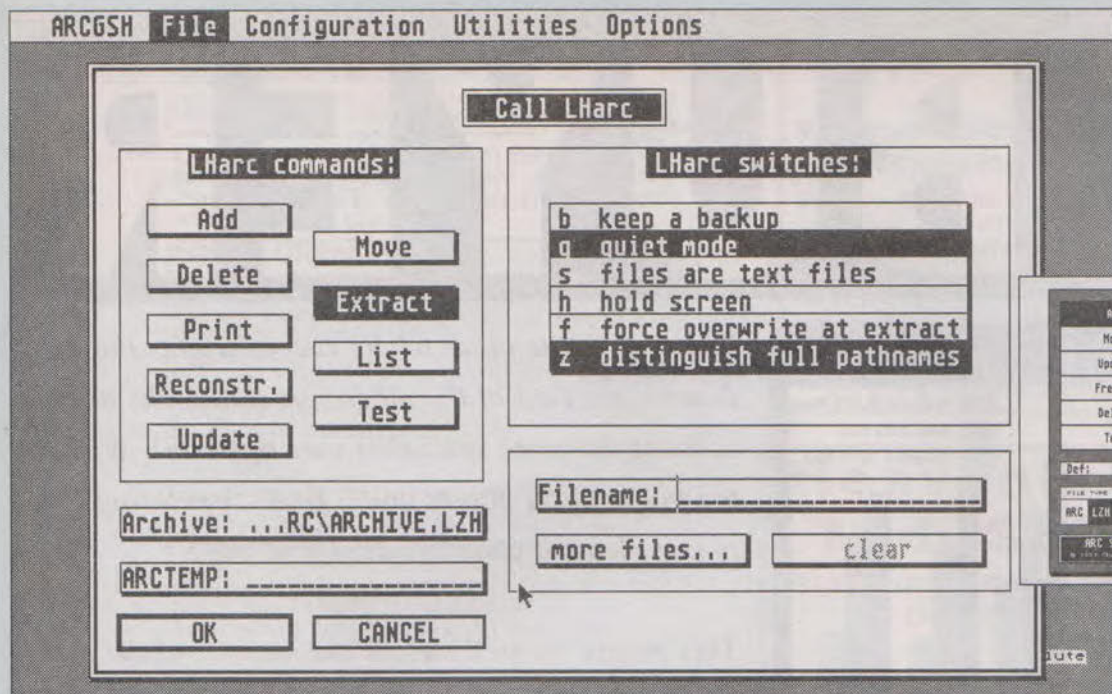 ARCGSH File Configuration Utilities Options
Call LHarc
LHarc commands:
Add
Move
Delete
Extract
Print
List
Reconstr.
Test
Update
LHarc switches:
b keep a backup
q quiet mode
s files are text files
h hold screen
f force overwrite at extract
z distinguish full pathnames
Archive: ...RC\ARCHIVE.LZH
ARCTEMP:
OK
CANCEL
Filename:
more files...
clear
Def:
FILE TYPE
ARC LZH